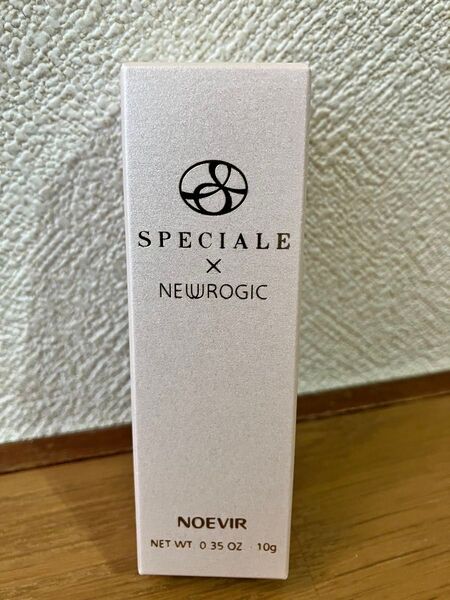 SPECIALE
×
NEWROGIC
NOEVIR
NET WT 0.35 OZ · 10g